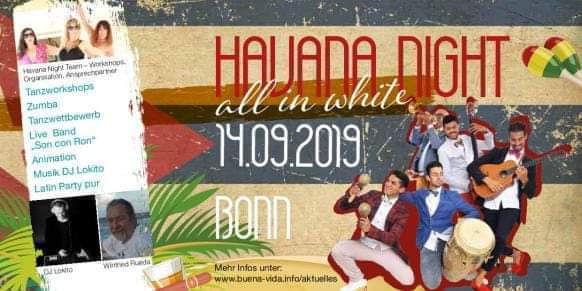 Havana Night Team – Workshops,
Organisation, Ansprechpartner
Tanzworkshops
Zumba
Tanzwettbewerb
Live Band
„Son con Ron“
Animation
Musik DJ Lokito
Latin Party pur
DJ Lokito
Winfried Rueda
HAVANA NIGHT
all in white
14.09.2019
BONN
Mehr Infos unter:
www.buena-vida.info/aktuelles